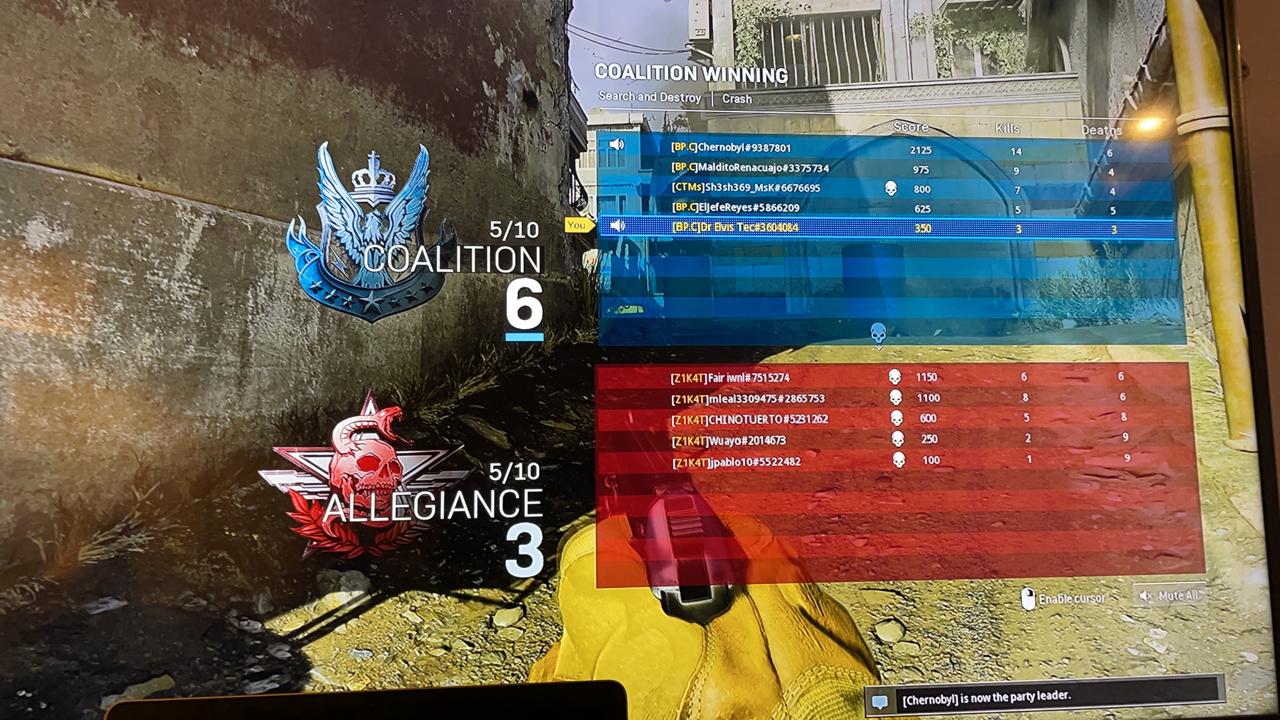 COALITION WINNING
Search and Destroy | Crash
Score Kills Deaths
[BP.C]Chernobyl#9387801 2125 14 6
[BP.C]MalditoRenacuajo#3375734 975 9 4
[CTMs]Sh3sh369_MsK#6676695 800 7 4
[BP.C]ElJefeReyes#5866209 625 5 5
You [BP.C]Dr Elvis Tec#3604084 350 3 3
5/10
COALITION
6
[Z1K4T]Fair iwnl#7515274 1150 6 6
[Z1K4T]mleal3309475#2865753 1100 8 6
[Z1K4T]CHINOTUERTO#5231262 600 5 8
[Z1K4T]Wuayo#2014673 250 2 9
[Z1K4T]jpablo10#5522482 100 1 9
5/10
ALLEGIANCE
3
Enable cursor Mute All
[Chernobyl] is now the party leader.